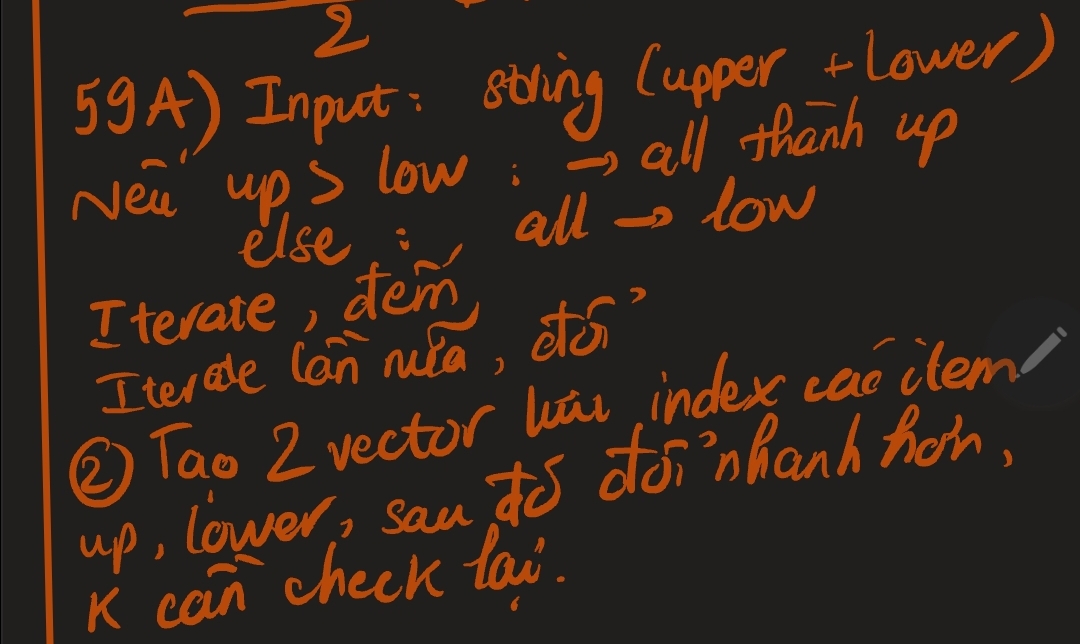 2
59A) Input: string (upper + lower)
Nếu up > low : → all thành up
else : all → low
Iterate, đếm
Iterate lần nữa, đổi
② Tạo 2 vector lưu index các item
up, lower, sau đó đổi nhanh hơn,
K cần check lại.